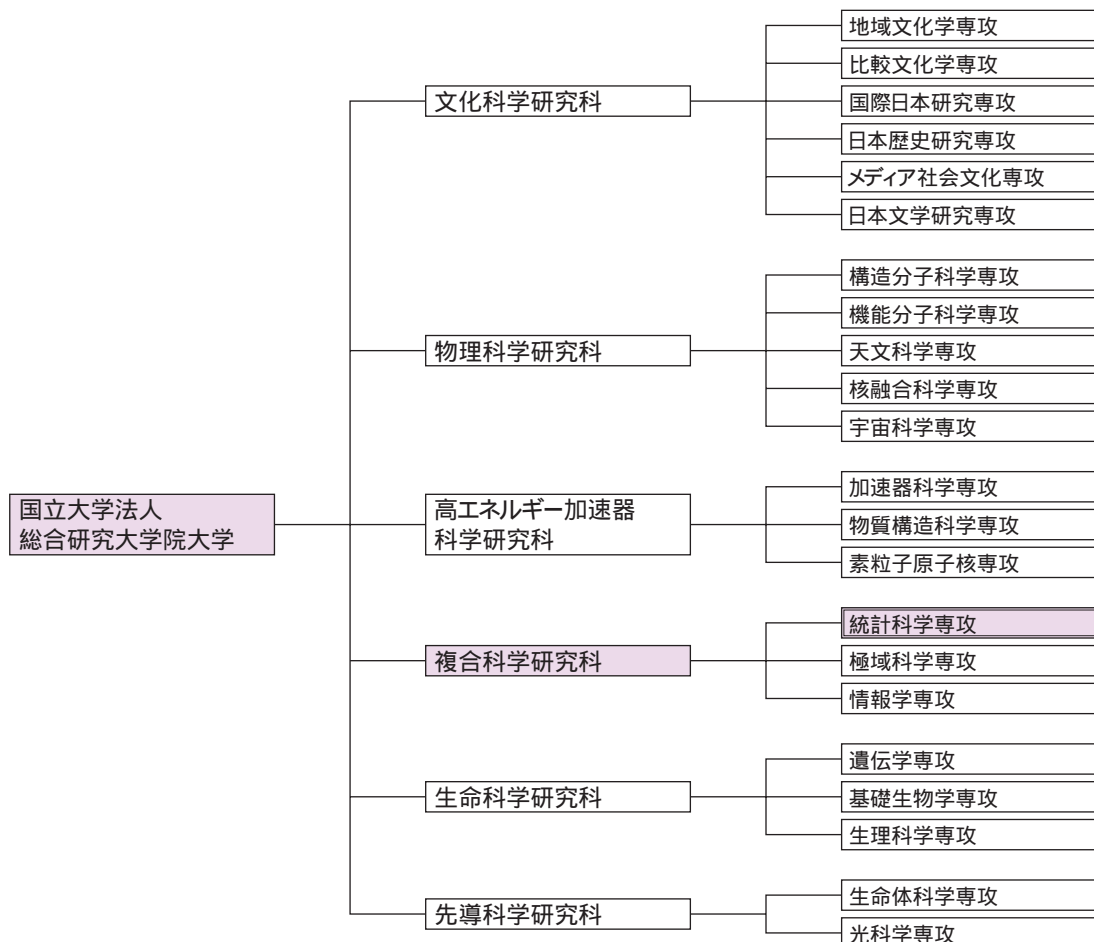 国立大学法人
総合研究大学院大学
文化科学研究科
地域文化学専攻
比較文化学専攻
国際日本研究専攻
日本歴史研究専攻
メディア社会文化専攻
日本文学研究専攻
物理科学研究科
構造分子科学専攻
機能分子科学専攻
天文科学専攻
核融合科学専攻
宇宙科学専攻
高エネルギー加速器
科学研究科
加速器科学専攻
物質構造科学専攻
素粒子原子核専攻
複合科学研究科
統計科学専攻
極域科学専攻
情報学専攻
生命科学研究科
遺伝学専攻
基礎生物学専攻
生理科学専攻
先導科学研究科
生命体科学専攻
光科学専攻